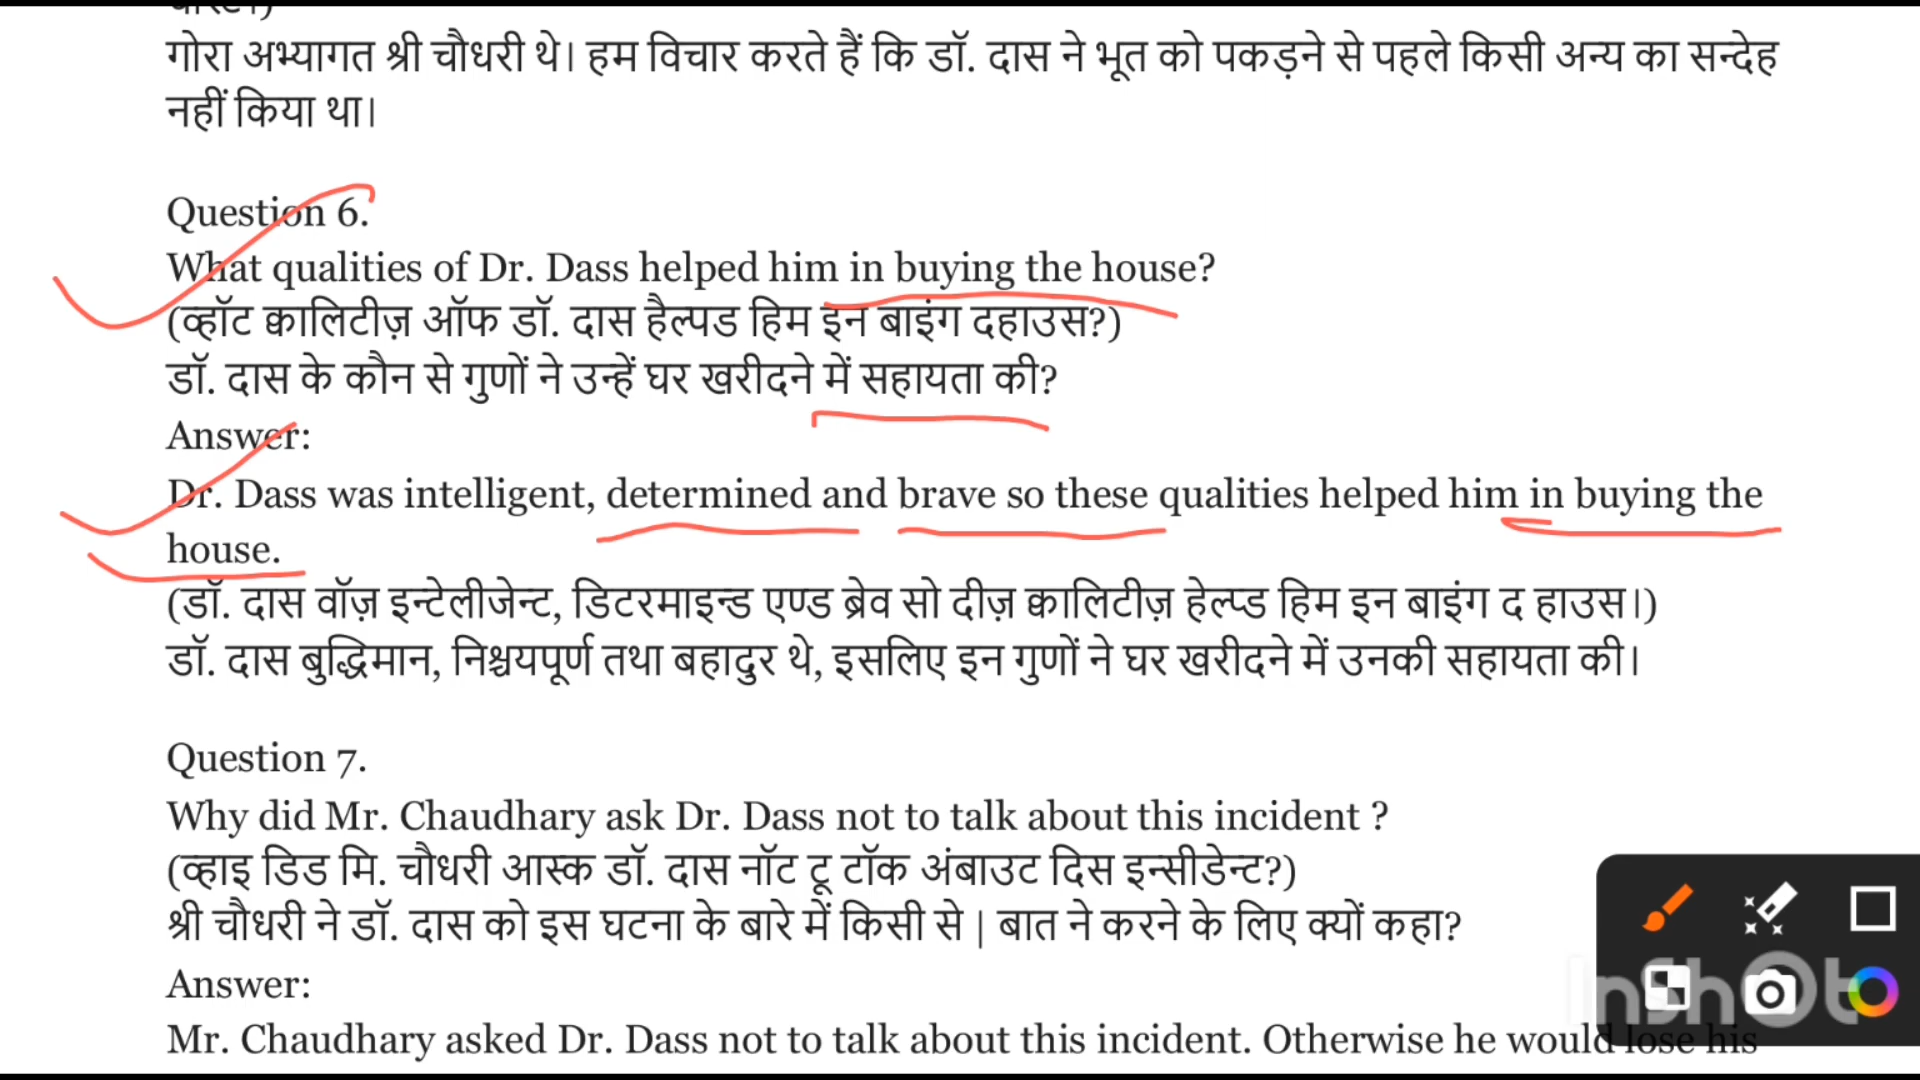 गोरा अभ्यागत श्री चौधरी थे। हम विचार करते हैं कि डॉ. दास ने भूत को पकड़ने से पहले किसी अन्य का सन्देह
नहीं किया था।
Question 6.
What qualities of Dr. Dass helped him in buying the house?
(व्हॉट क्वालिटीज़ ऑफ डॉ. दास हैल्पड हिम इन बाइंग दहाउस?)
डॉ. दास के कौन से गुणों ने उन्हें घर खरीदने में सहायता की?
Answer:
Dr. Dass was intelligent, determined and brave so these qualities helped him in buying the
house.
(डॉ. दास वॉज़ इन्टेलीजेन्ट, डिटरमाइन्ड एण्ड ब्रेव सो दीज़ क्वालिटीज़ हेल्प्ड हिम इन बाइंग द हाउस।)
डॉ. दास बुद्धिमान, निश्चयपूर्ण तथा बहादुर थे, इसलिए इन गुणों ने घर खरीदने में उनकी सहायता की।
Question 7.
Why did Mr. Chaudhary ask Dr. Dass not to talk about this incident ?
(व्हाइ डिड मि. चौधरी आस्क डॉ. दास नॉट टू टॉक अंबाउट दिस इन्सीडेन्ट?)
श्री चौधरी ने डॉ. दास को इस घटना के बारे में किसी से | बात ने करने के लिए क्यों कहा?
Answer:
Mr. Chaudhary asked Dr. Dass not to talk about this incident. Otherwise he would lose his
InShot